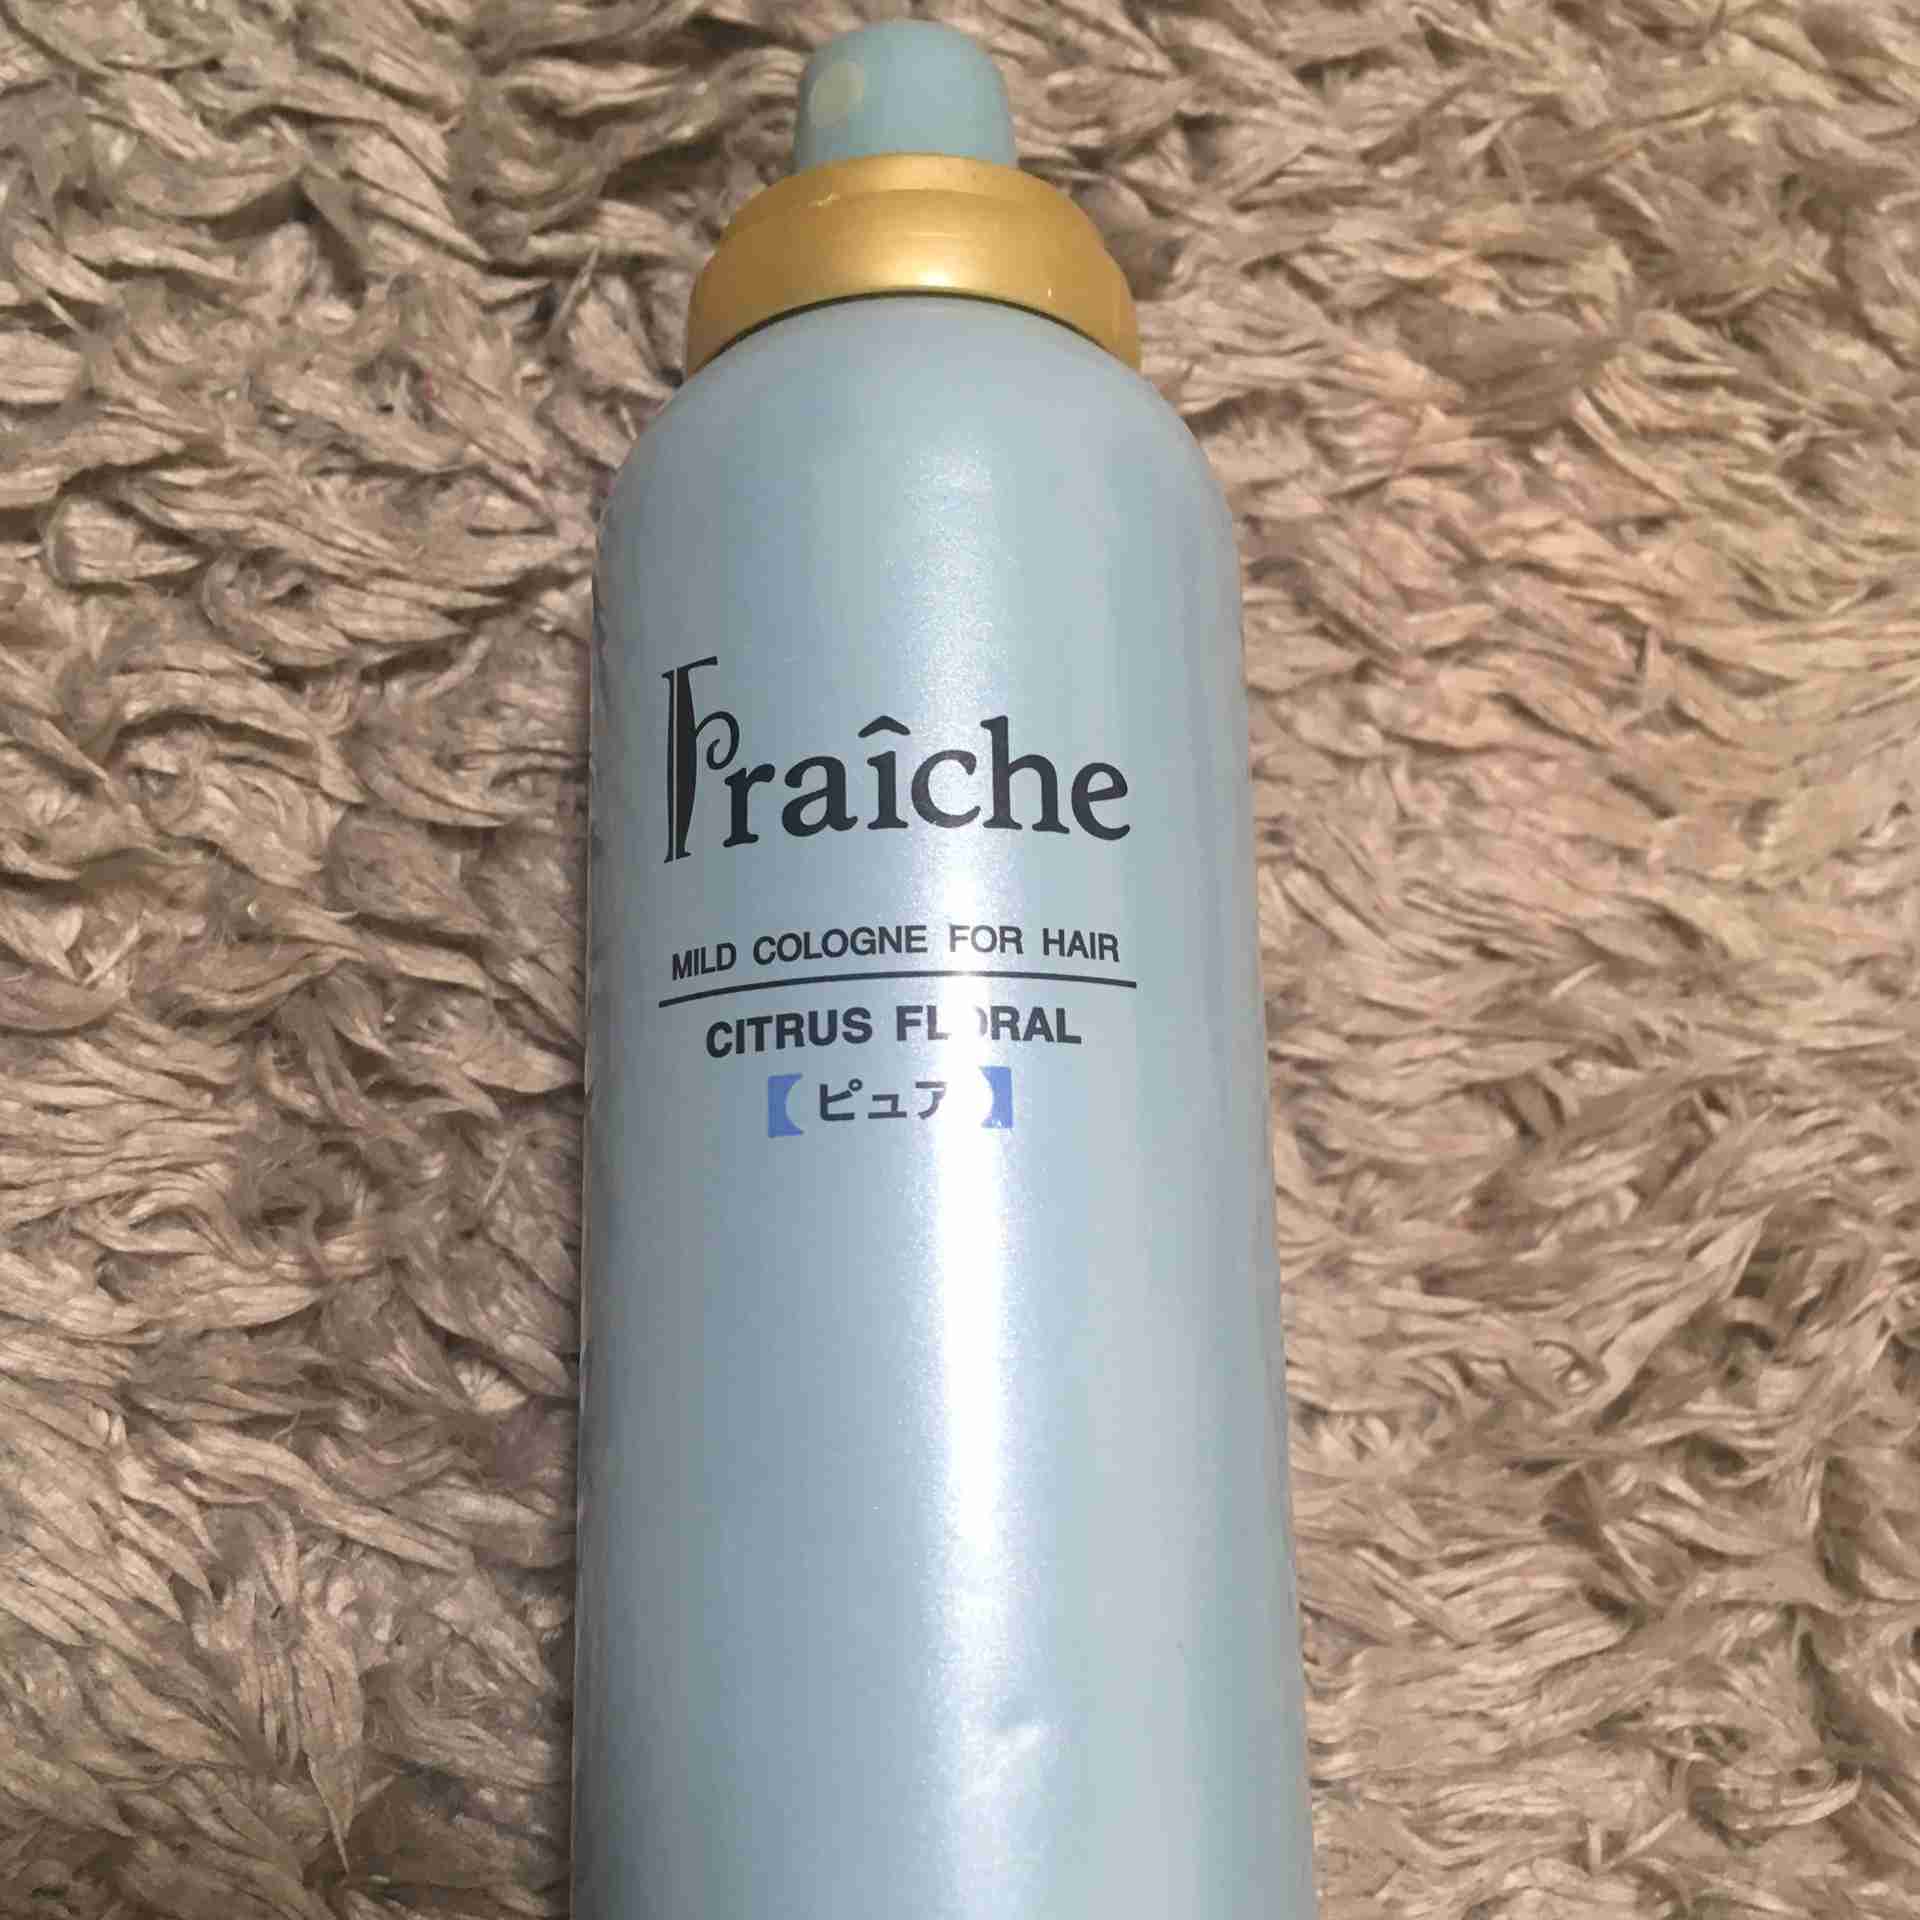 Fraîche
MILD COLOGNE FOR HAIR
CITRUS FLORAL
【ピュア】